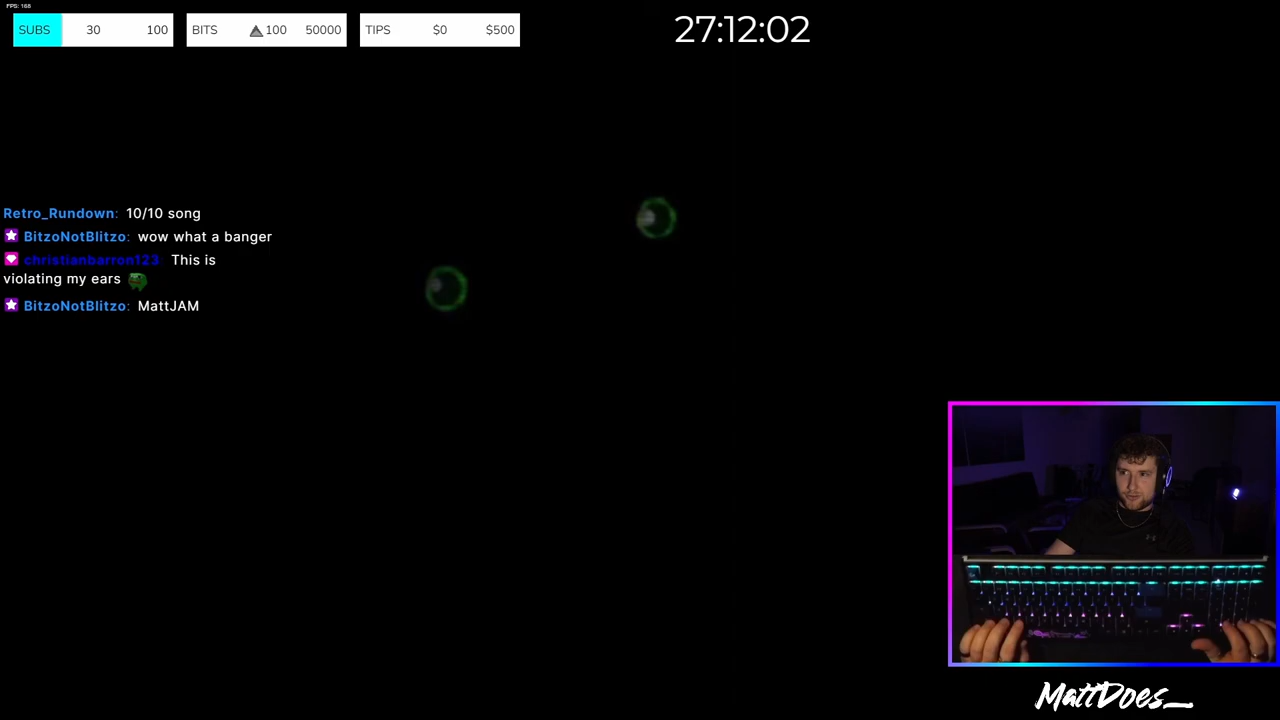 FPS: 168
SUBS 30 100 BITS 100 50000 TIPS $0 $500
27:12:02
Retro_Rundown: 10/10 song
BitzoNotBlitzo: wow what a banger
christianbarron123: This is
violating my ears
BitzoNotBlitzo: MattJAM
MattDoes_